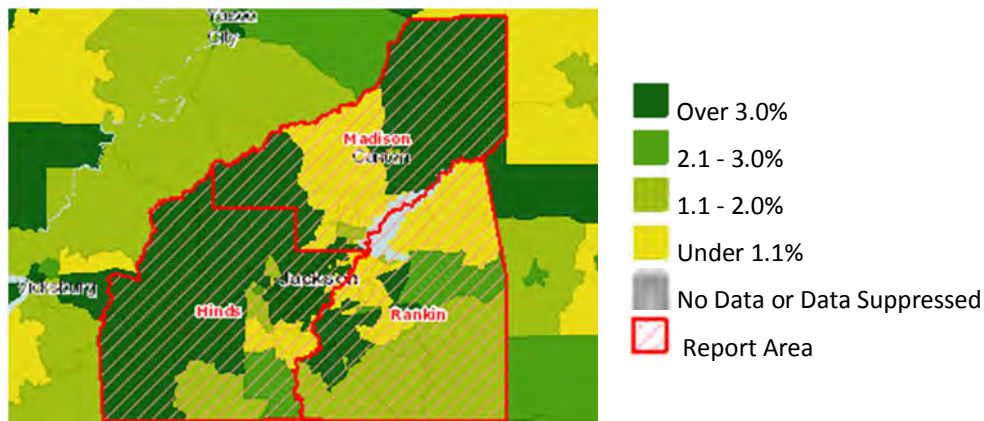 Yazoo
City
Madison
Canton
Jackson
Vicksburg
Hinds
Rankin
Over 3.0%
2.1 - 3.0%
1.1 - 2.0%
Under 1.1%
No Data or Data Suppressed
Report Area